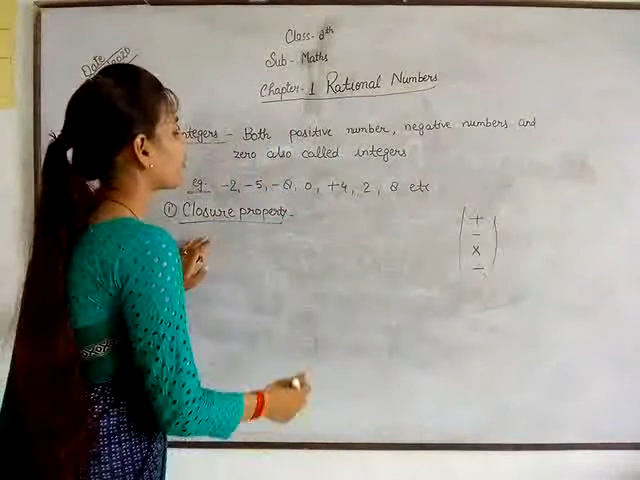 Class- 8th
Sub- Maths
Date
Chapter-1 Rational Numbers
ntegers - Both positive number, negative numbers and
zero also called integers
eg:- -2, -5, -8, 0, +4, 2, 8 etc
① Closure property -
+
-
×
÷